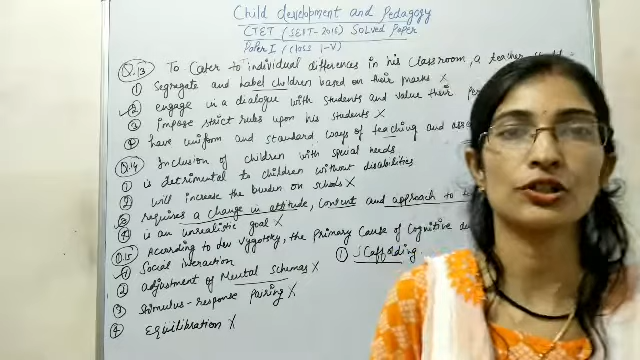 Child development and Pedagogy
CTET (SEPT-2015) Solved Paper
Paper I (Class I-V)
Q.13 To cater to individual differences in his classroom, a teacher
① Segregate and Label children based on their marks X
✓② engage in a dialogue with students and value their
③ impose strict rules upon his students X
④ have uniform and standard ways of teaching and
Q.14 Inclusion of children with special needs
① is detrimental to children without disabilities
② will increase the burden on schools X
✓③ requires a change in attitude, content and approach to
④ is an unrealistic goal X
Q.15 According to Lev Vygotsky, the primary cause of Cognitive
✓① Social interaction
① Scaffolding.
② adjustment of Mental schemas X
③ Stimulus-response pairing X
④ Equilibration X